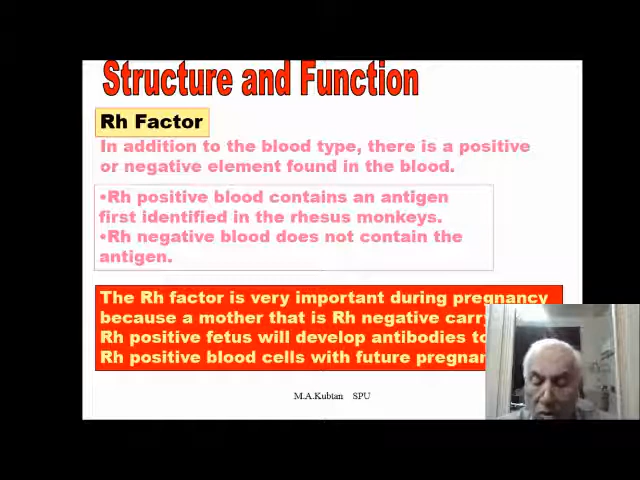 Structure and Function
Rh Factor
In addition to the blood type, there is a positive
or negative element found in the blood.
•Rh positive blood contains an antigen
first identified in the rhesus monkeys.
•Rh negative blood does not contain the
antigen.
The Rh factor is very important during pregnancy
because a mother that is Rh negative carry
Rh positive fetus will develop antibodies to
Rh positive blood cells with future pregnan
M.A.Kubtan SPU